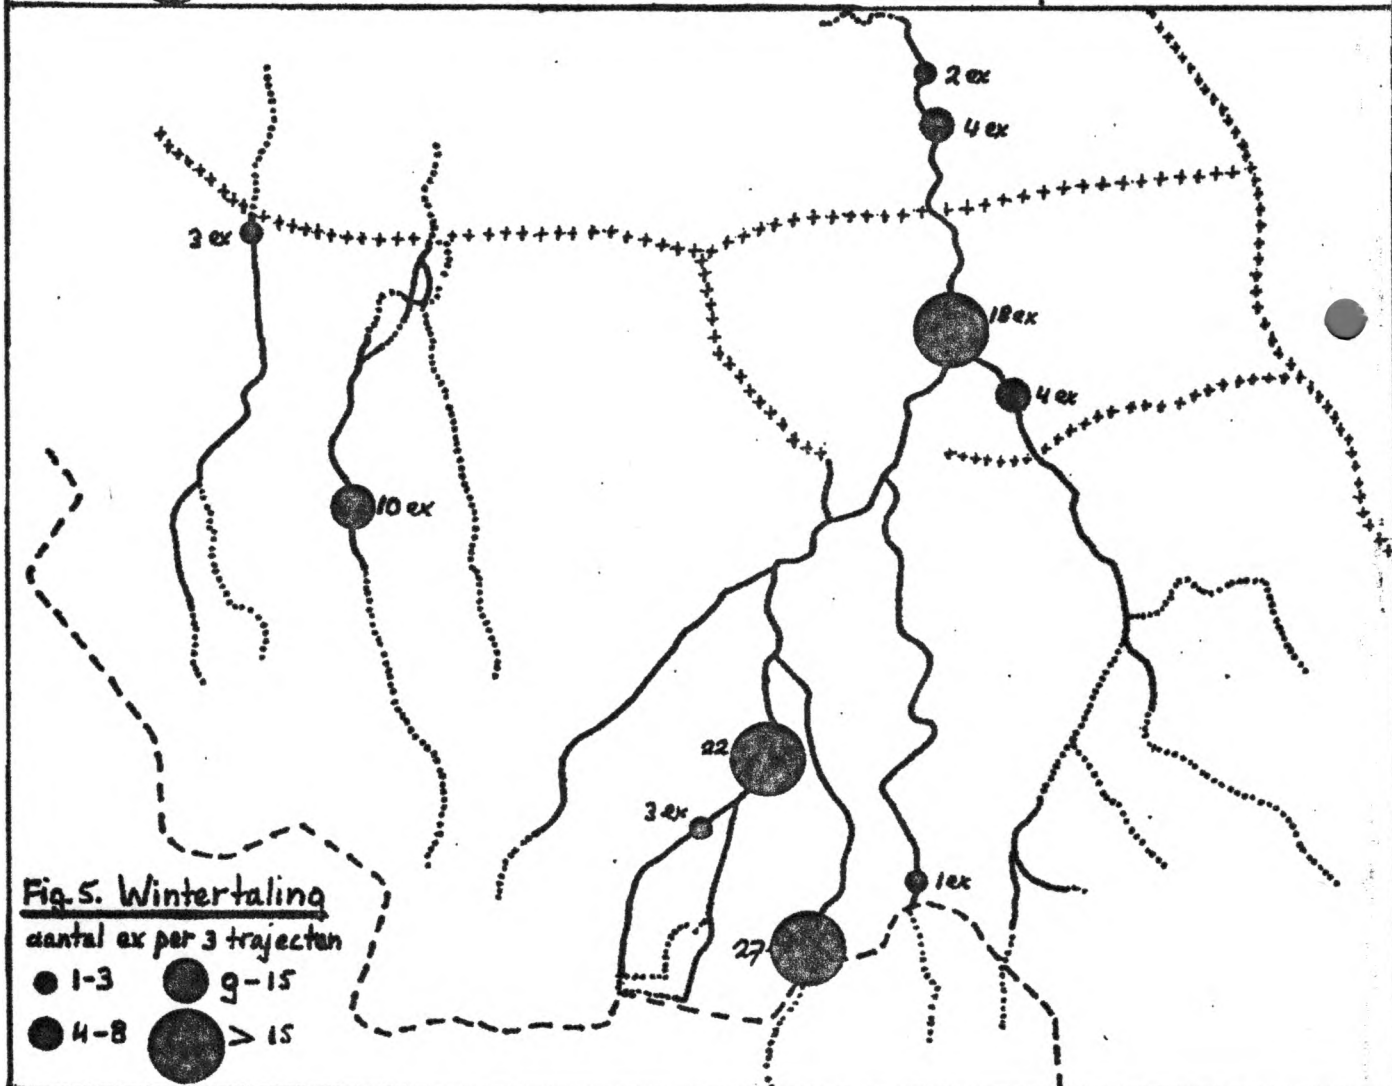 2 ex
4 ex
3 ex
18 ex
4 ex
10 ex
22
3 ex
1 ex
27
Fig. 5. Wintertaling
aantal ex per 3 trajecten
1-3 9-15
4-8 > 15